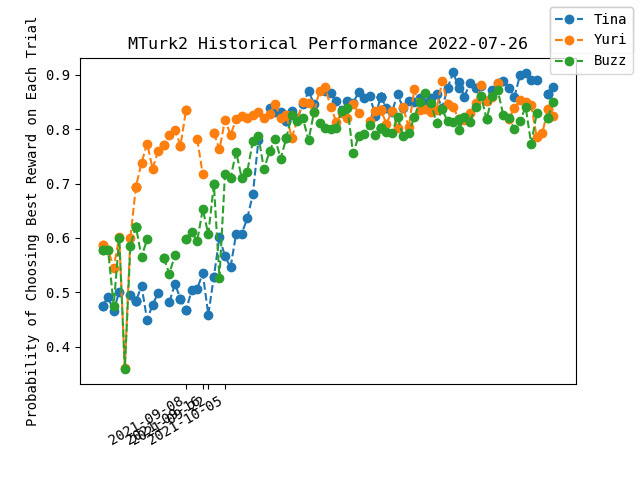 MTurk2 Historical Performance 2022-07-26
Tina
Yuri
Buzz
Probability of Choosing Best Reward on Each Trial
0.9
0.8
0.7
0.6
0.5
0.4
2021-09-08
2021-10-05